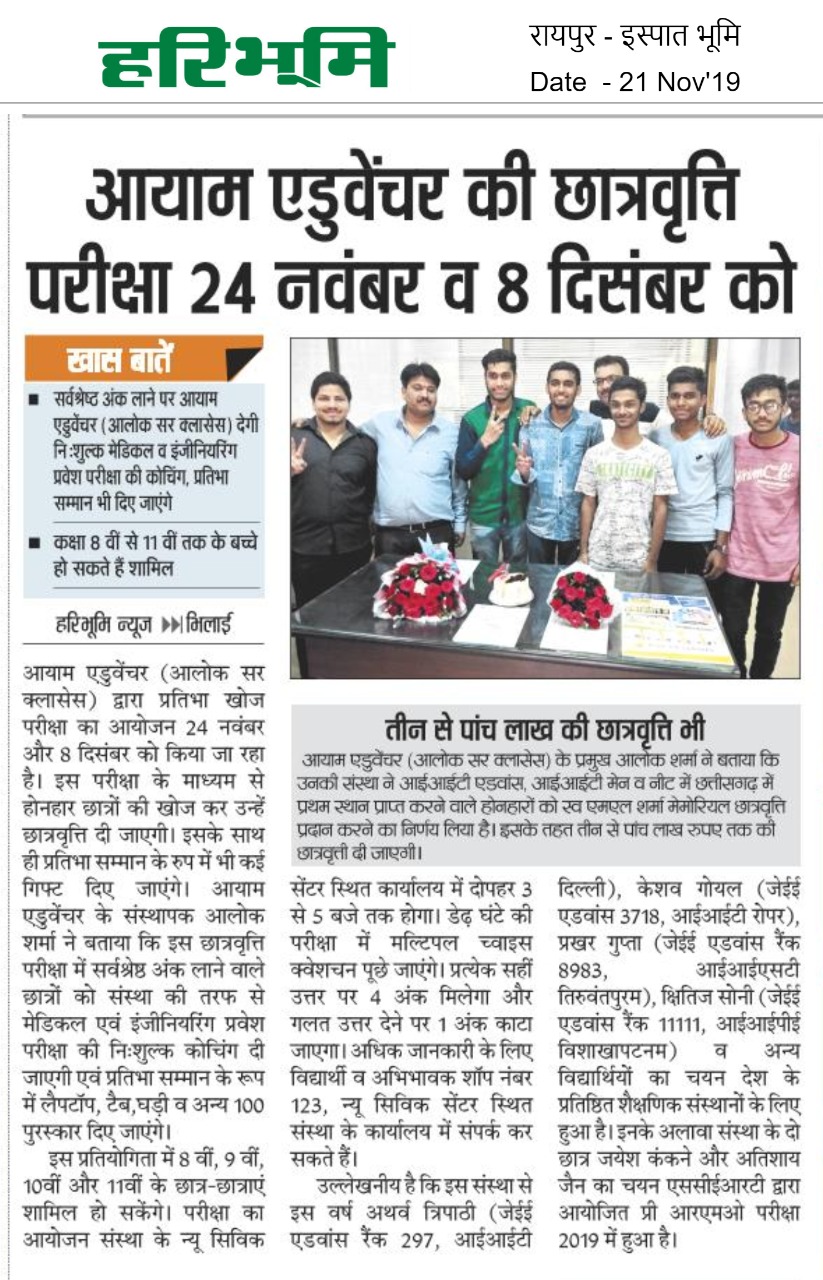 हरिभूमि
रायपुर - इस्पात भूमि
Date - 21 Nov'19
आयाम एडुवेंचर की छात्रवृत्ति
परीक्षा 24 नवंबर व 8 दिसंबर को
खास बातें
सर्वश्रेष्ठ अंक लाने पर आयाम
एडुवेंचर (आलोक सर क्लासेस) देगी
निःशुल्क मेडिकल व इंजीनियरिंग
प्रवेश परीक्षा की कोचिंग, प्रतिभा
सम्मान भी दिए जाएंगे
कक्षा 8 वीं से 11 वीं तक के बच्चे
हो सकते हैं शामिल
हरिभूमि न्यूज भिलाई
आयाम एडुवेंचर (आलोक सर
क्लासेस) द्वारा प्रतिभा खोज
परीक्षा का आयोजन 24 नवंबर
और 8 दिसंबर को किया जा रहा
है। इस परीक्षा के माध्यम से
होनहार छात्रों की खोज कर उन्हें
छात्रवृत्ति दी जाएगी। इसके साथ
ही प्रतिभा सम्मान के रुप में भी कई
गिफ्ट दिए जाएंगे। आयाम
एडुवेंचर के संस्थापक आलोक
शर्मा ने बताया कि इस छात्रवृत्ति
परीक्षा में सर्वश्रेष्ठ अंक लाने वाले
छात्रों को संस्था की तरफ से
मेडिकल एवं इंजीनियरिंग प्रवेश
परीक्षा की निःशुल्क कोचिंग दी
जाएगी एवं प्रतिभा सम्मान के रूप
में लैपटॉप, टैब,घड़ी व अन्य 100
पुरस्कार दिए जाएंगे।
इस प्रतियोगिता में 8 वीं, 9 वीं,
10वीं और 11वीं के छात्र-छात्राएं
शामिल हो सकेंगे। परीक्षा का
आयोजन संस्था के न्यू सिविक
तीन से पांच लाख की छात्रवृत्ति भी
आयाम एडुवेंचर (आलोक सर क्लासेस) के प्रमुख आलोक शर्मा ने बताया कि
उनकी संस्था ने आईआईटी एडवांस, आईआईटी मेन व नीट में छत्तीसगढ़ में
प्रथम स्थान प्राप्त करने वाले होनहारों को स्व एमएल शर्मा मेमोरियल छात्रवृत्ति
प्रदान करने का निर्णय लिया है। इसके तहत तीन से पांच लाख रुपए तक की
छात्रवृत्ती दी जाएगी।
सेंटर स्थित कार्यालय में दोपहर 3
से 5 बजे तक होगा। डेढ़ घंटे की
परीक्षा में मल्टिपल च्वाइस
क्वेशचन पूछे जाएंगे। प्रत्येक सहीं
उत्तर पर 4 अंक मिलेगा और
गलत उत्तर देने पर 1 अंक काटा
जाएगा। अधिक जानकारी के लिए
विद्यार्थी व अभिभावक शॉप नंबर
123, न्यू सिविक सेंटर स्थित
संस्था के कार्यालय में संपर्क कर
सकते हैं।
उल्लेखनीय है कि इस संस्था से
इस वर्ष अथर्व त्रिपाठी (जेईई
एडवांस रैंक 297, आईआईटी
दिल्ली), केशव गोयल (जेईई
एडवांस 3718, आईआईटी रोपर),
प्रखर गुप्ता (जेईई एडवांस रैंक
8983, आईआईएसटी
तिरुवंतपुरम), क्षितिज सोनी (जेईई
एडवांस रैंक 11111, आईआईपीई
विशाखापटनम) व अन्य
विद्यार्थियों का चयन देश के
प्रतिष्ठित शैक्षणिक संस्थानों के लिए
हुआ है। इनके अलावा संस्था के दो
छात्र जयेश कंकने और अतिशाय
जैन का चयन एससीईआरटी द्वारा
आयोजित प्री आरएमओ परीक्षा
2019 में हुआ है।